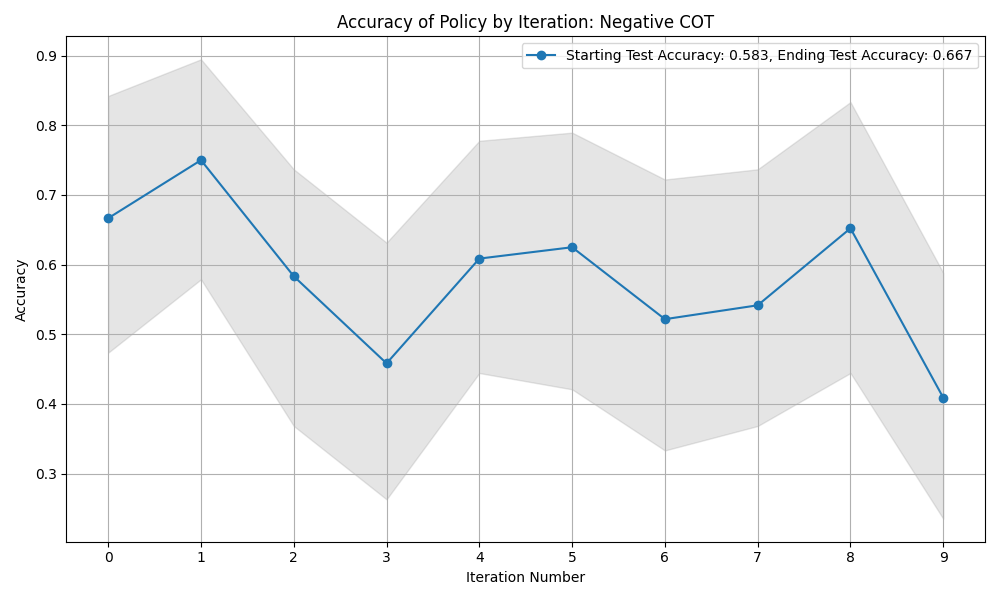 Accuracy of Policy by Iteration: Negative COT
Starting Test Accuracy: 0.583, Ending Test Accuracy: 0.667
Accuracy
0.9
0.8
0.7
0.6
0.5
0.4
0.3
0 1 2 3 4 5 6 7 8 9
Iteration Number